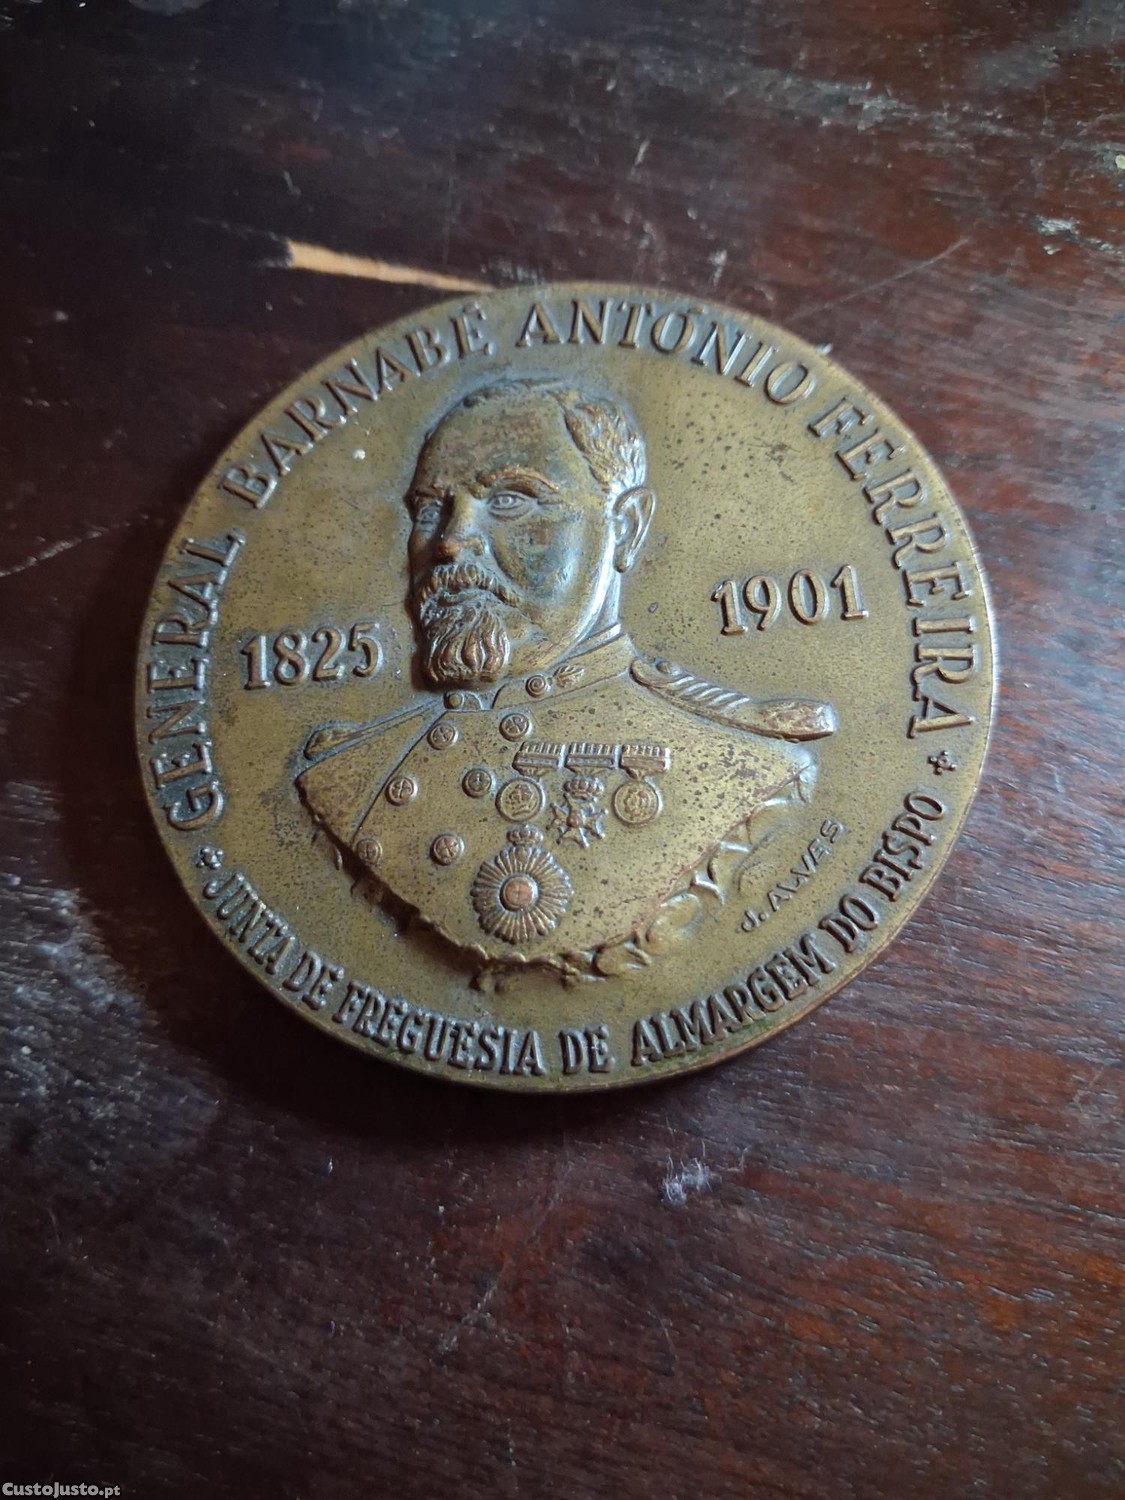 GENERAL BARNABÉ ANTÓNIO FERREIRA
1825
1901
J. ALVES
JUNTA DE FREGUESIA DE ALMARGEM DO BISPO
CustoJusto.pt